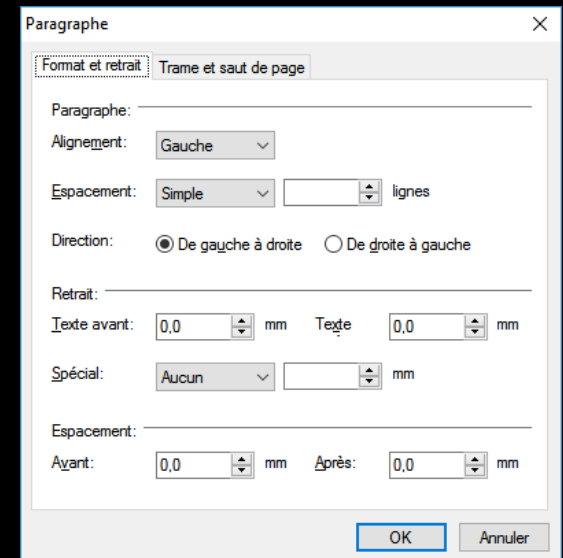 Paragraphe
Format et retrait Trame et saut de page
Paragraphe:
Alignement: Gauche
Espacement: Simple lignes
Direction: De gauche à droite De droite à gauche
Retrait:
Texte avant: 0,0 mm Texte 0,0 mm
Spécial: Aucun mm
Espacement:
Avant: 0,0 mm Après: 0,0 mm
OK Annuler